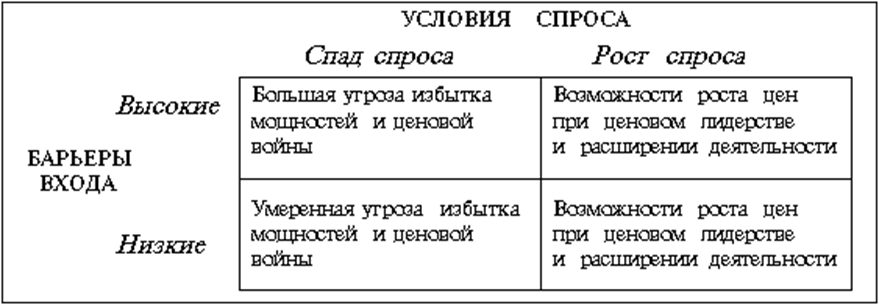 УСЛОВИЯ СПРОСА
Спад спроса
Рост спроса
Высокие
Большая угроза избытка
мощностей и ценовой
войны
Возможности роста цен
при ценовом лидерстве
и расширении деятельности
БАРЬЕРЫ
ВХОДА
Низкие
Умеренная угроза избытка
мощностей и ценовой
войны
Возможности роста цен
при ценовом лидерстве
и расширении деятельности